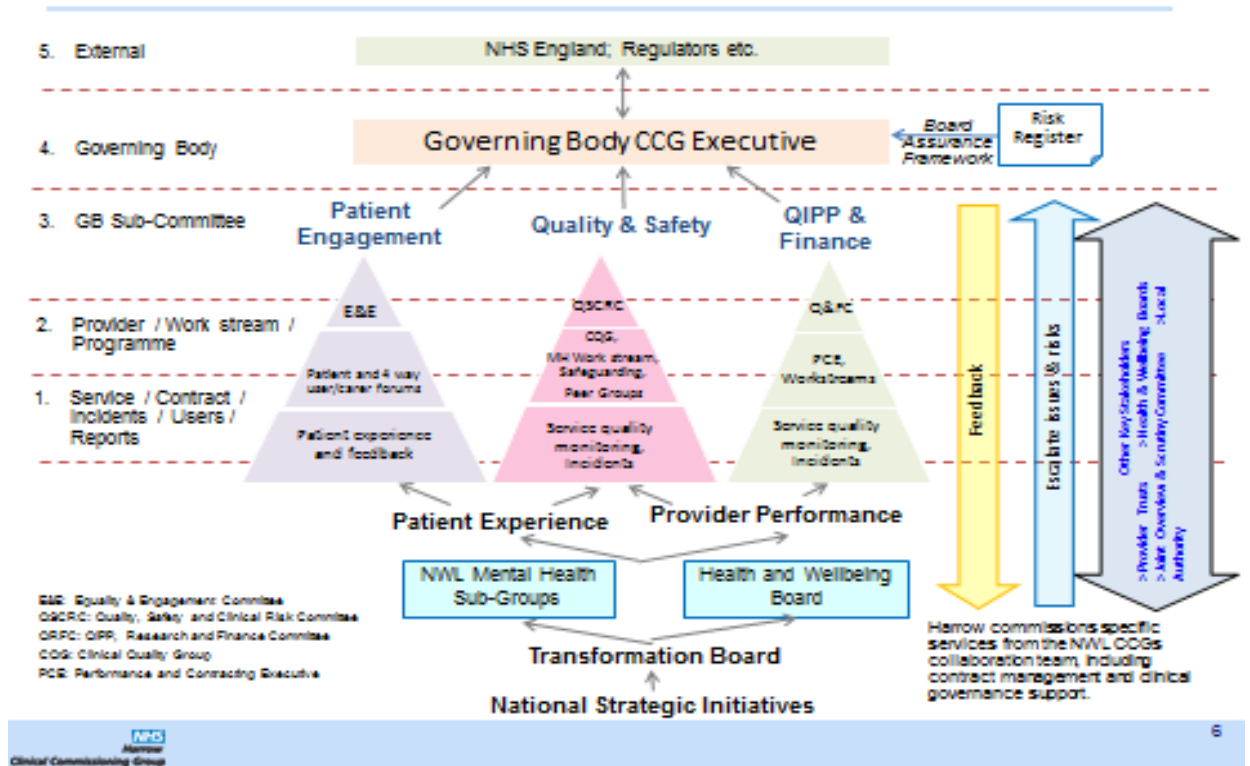 5. External
NHS England; Regulators etc.
4. Governing Body
Governing Body CCG Executive
Board
Assurance
Framework
Risk
Register
3. GB Sub-Committee
Patient
Engagement
Quality & Safety
QIPP &
Finance
2. Provider / Work stream /
Programme
E&E
QSCRC
Q&FC
CQG,
MH Work stream,
Safeguarding,
Peer Groups
Patient and 4 way
user/carer forums
PCE,
Workstreams
1. Service / Contract /
Incidents / Users /
Reports
Patient experience
and feedback
Service quality
monitoring,
Incidents
Service quality
monitoring,
Incidents
Feedback
Escalate issues & risks
Other Key Stakeholders
>Provider Trusts >Health & Wellbeing Boards
>Joint Overview & Scrutiny Committee >Local
Authority
Patient Experience
Provider Performance
NWL Mental Health
Sub-Groups
Health and Wellbeing
Board
Transformation Board
National Strategic Initiatives
E&E: Equality & Engagement Committee
QSCRC: Quality, Safety and Clinical Risk Committee
QRFC: QIPP, Research and Finance Committee
CQG: Clinical Quality Group
PCE: Performance and Contracting Executive
Harrow commissions specific
services from the NWL CCGs
collaboration team, including
contract management and clinical
governance support.
6
NHS
Harrow
Clinical Commissioning Group